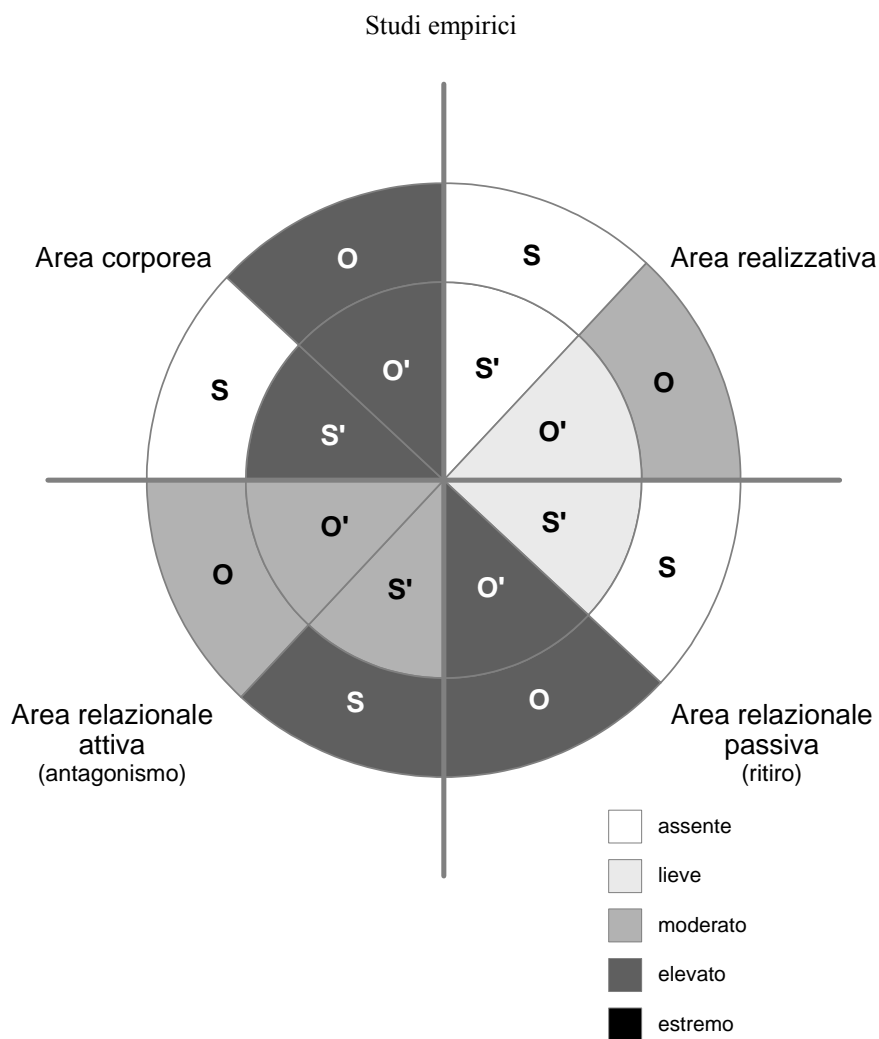 Studi empirici
O
S
Area corporea
Area realizzativa
O'
S'
S
S'
O'
O
O'
S'
S'
O'
S
O
S
O
Area relazionale
attiva
(antagonismo)
Area relazionale
passiva
(ritiro)
assente
lieve
moderato
elevato
estremo